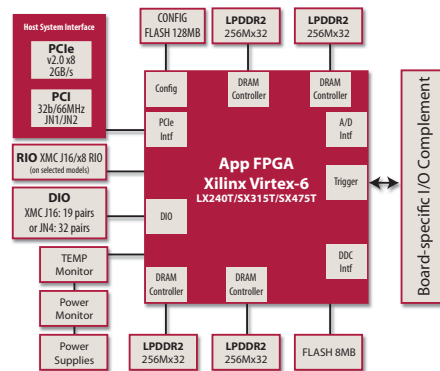 Host System Interface
PCIe
v2.0 x8
2GB/s
PCI
32b/66MHz
JN1/JN2
CONFIG
FLASH 128MB
LPDDR2
256Mx32
LPDDR2
256Mx32
Config
DRAM
Controller
DRAM
Controller
PCIe
Intf
A/D
Intf
App FPGA
Xilinx Virtex-6
LX240T/SX315T/SX475T
Trigger
DIO
DDC
Intf
DRAM
Controller
DRAM
Controller
RIO XMC J16/x8 RIO
(on selected models)
DIO
XMC J16: 19 pairs
or JN4: 32 pairs
TEMP
Monitor
Power
Monitor
Power
Supplies
LPDDR2
256Mx32
LPDDR2
256Mx32
FLASH 8MB
Board-specific I/O Complement